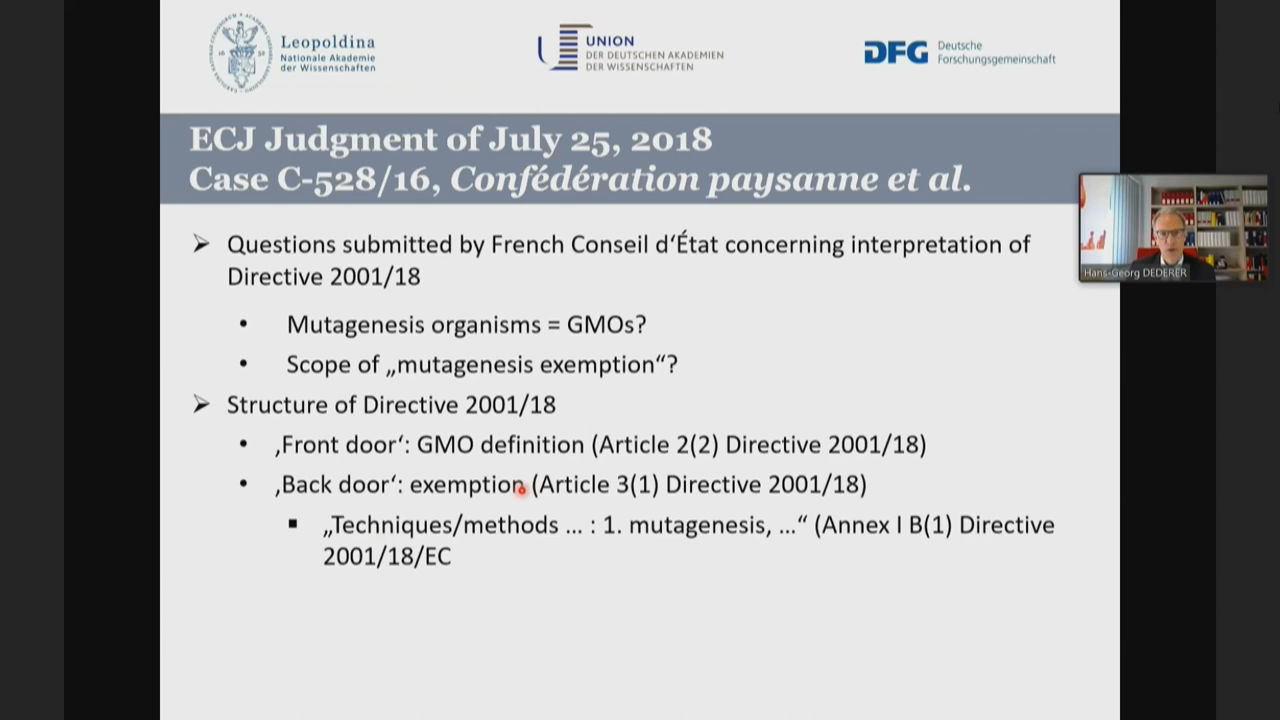 Leopoldina
Nationale Akademie
der Wissenschaften
UNION
DER DEUTSCHEN AKADEMIEN
DER WISSENSCHAFTEN
DFG Deutsche
Forschungsgemeinschaft
ECJ Judgment of July 25, 2018
Case C-528/16, Confédération paysanne et al.
➢ Questions submitted by French Conseil d‘État concerning interpretation of
Directive 2001/18
• Mutagenesis organisms = GMOs?
• Scope of „mutagenesis exemption“?
➢ Structure of Directive 2001/18
• ‚Front door‘: GMO definition (Article 2(2) Directive 2001/18)
• ‚Back door‘: exemption (Article 3(1) Directive 2001/18)
▪ „Techniques/methods ... : 1. mutagenesis, ...“ (Annex I B(1) Directive
2001/18/EC
Hans-Georg DEDERER